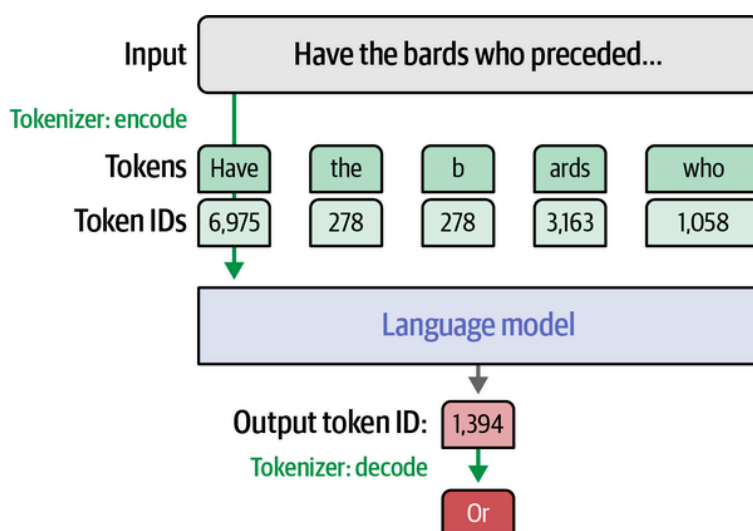 Input Have the bards who preceded...
Tokenizer: encode
Tokens Have the b ards who
Token IDs 6,975 278 278 3,163 1,058
Language model
Output token ID: 1,394
Tokenizer: decode
Or